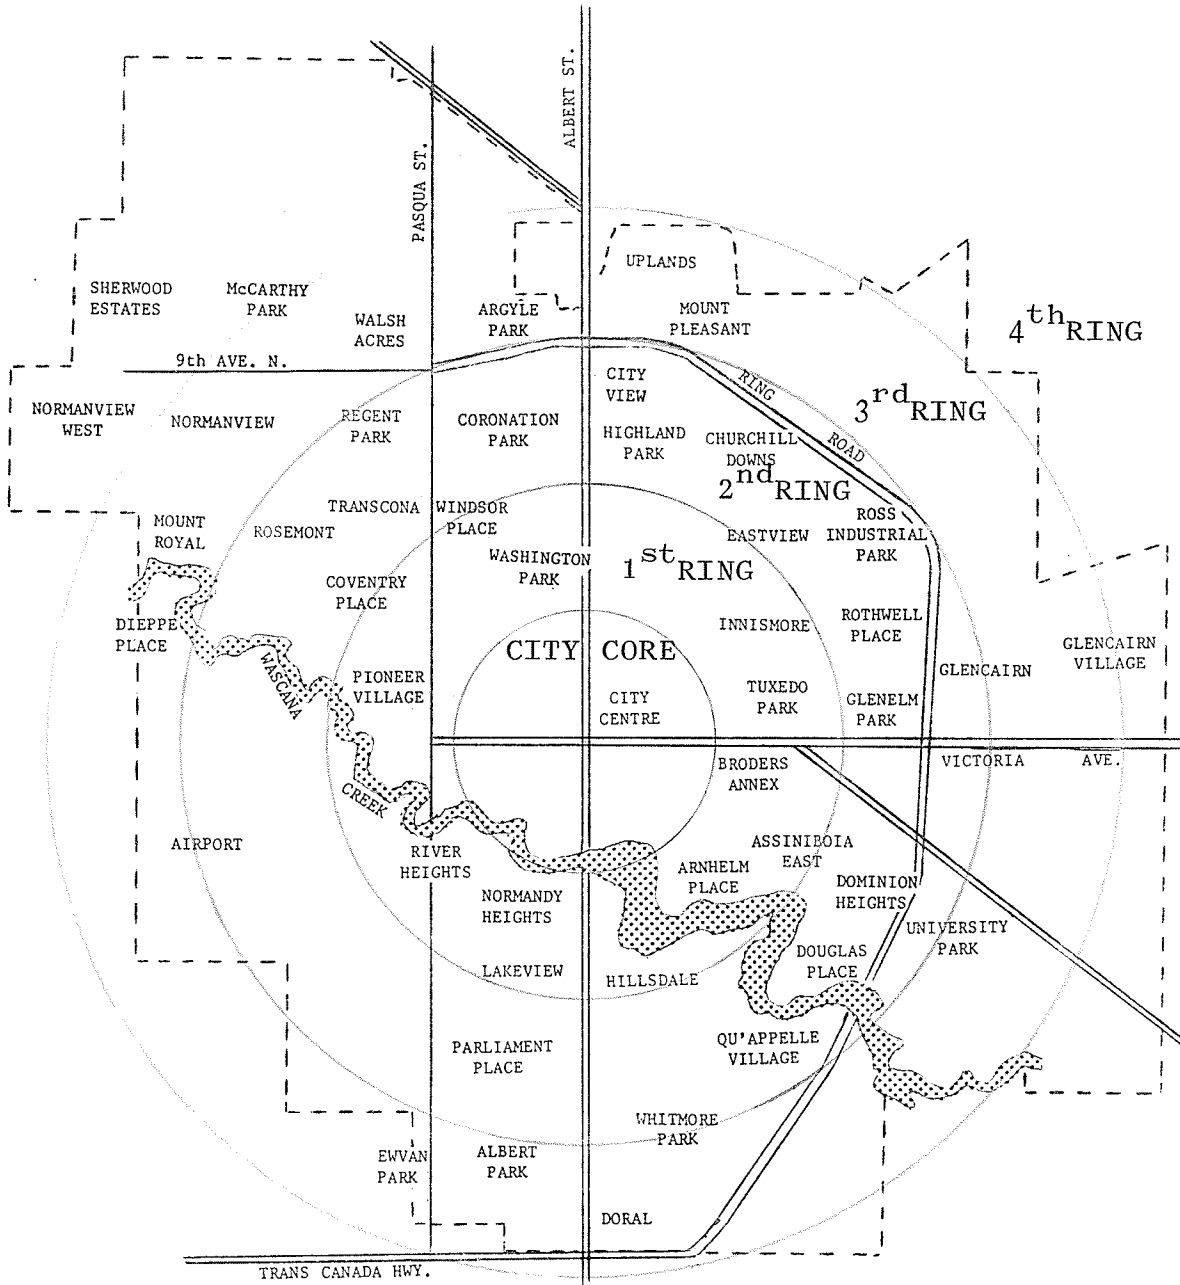 ALBERT ST.
PASQUA ST.
UPLANDS
SHERWOOD
ESTATES
McCARTHY
PARK
WALSH
ACRES
ARGYLE
PARK
MOUNT
PLEASANT
4th RING
9th AVE. N.
CITY
VIEW
RING
ROAD
3rd RING
NORMANVIEW
WEST
NORMANVIEW
REGENT
PARK
CORONATION
PARK
HIGHLAND
PARK
CHURCHILL
DOWNS
2nd RING
TRANSCONA
WINDSOR
PLACE
MOUNT
ROYAL
ROSEMONT
EASTVIEW
ROSS
INDUSTRIAL
PARK
WASHINGTON
PARK
1st RING
COVENTRY
PLACE
DIEPPE
PLACE
INNISMORE
ROTHWELL
PLACE
GLENCAIRN
VILLAGE
CITY CORE
WASCANA
PIONEER
VILLAGE
CITY
CENTRE
TUXEDO
PARK
GLENELM
PARK
GLENCAIRN
BRODERS
ANNEX
VICTORIA AVE.
CREEK
AIRPORT
RIVER
HEIGHTS
ARNHELM
PLACE
ASSINIBOIA
EAST
NORMANDY
HEIGHTS
DOMINION
HEIGHTS
UNIVERSITY
PARK
LAKEVIEW
HILLSDALE
DOUGLAS
PLACE
PARLIAMENT
PLACE
QU'APPELLE
VILLAGE
WHITMORE
PARK
EWVAN
PARK
ALBERT
PARK
DORAL
TRANS CANADA HWY.